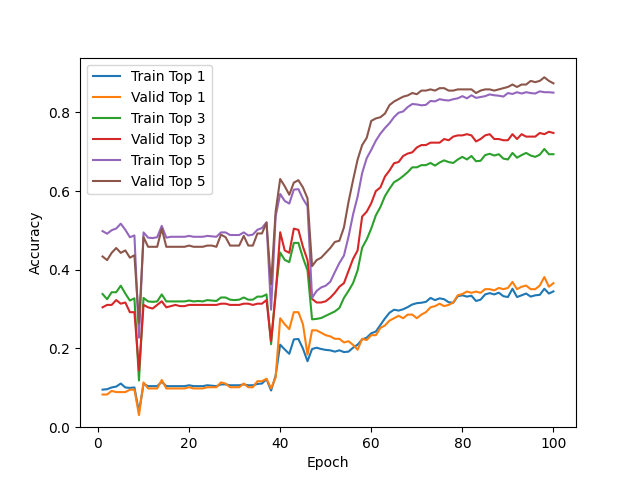 Train Top 1
Valid Top 1
Train Top 3
Valid Top 3
Train Top 5
Valid Top 5
Accuracy
0.8
0.6
0.4
0.2
0.0
0 20 40 60 80 100
Epoch